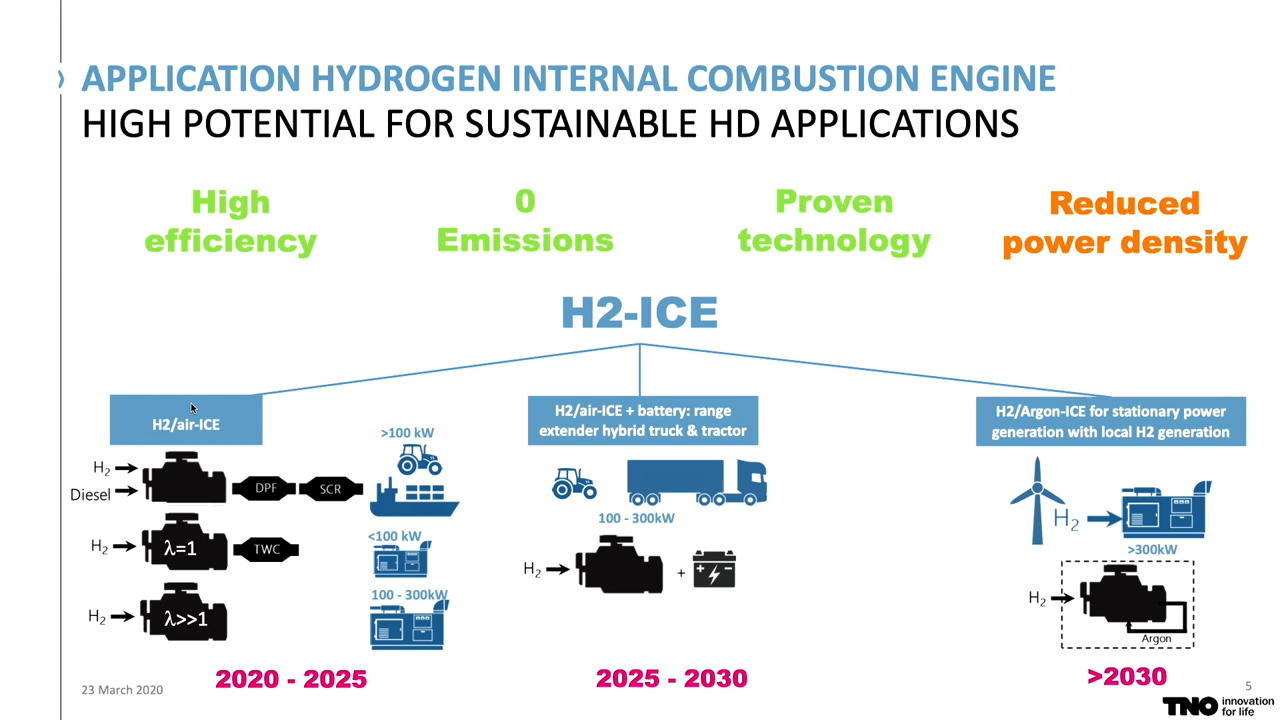 APPLICATION HYDROGEN INTERNAL COMBUSTION ENGINE
HIGH POTENTIAL FOR SUSTAINABLE HD APPLICATIONS
High
efficiency
0
Emissions
Proven
technology
Reduced
power density
H2-ICE
H2/air-ICE
H₂
Diesel
DPF
SCR
>100 kW
H₂
λ=1
TWC
<100 kW
H₂
λ>>1
100 - 300kW
2020 - 2025
H2/air-ICE + battery: range
extender hybrid truck & tractor
100 - 300kW
H₂
+
2025 - 2030
H2/Argon-ICE for stationary power
generation with local H2 generation
H₂
>300kW
H₂
Argon
>2030
23 March 2020
5
TNO innovation
for life